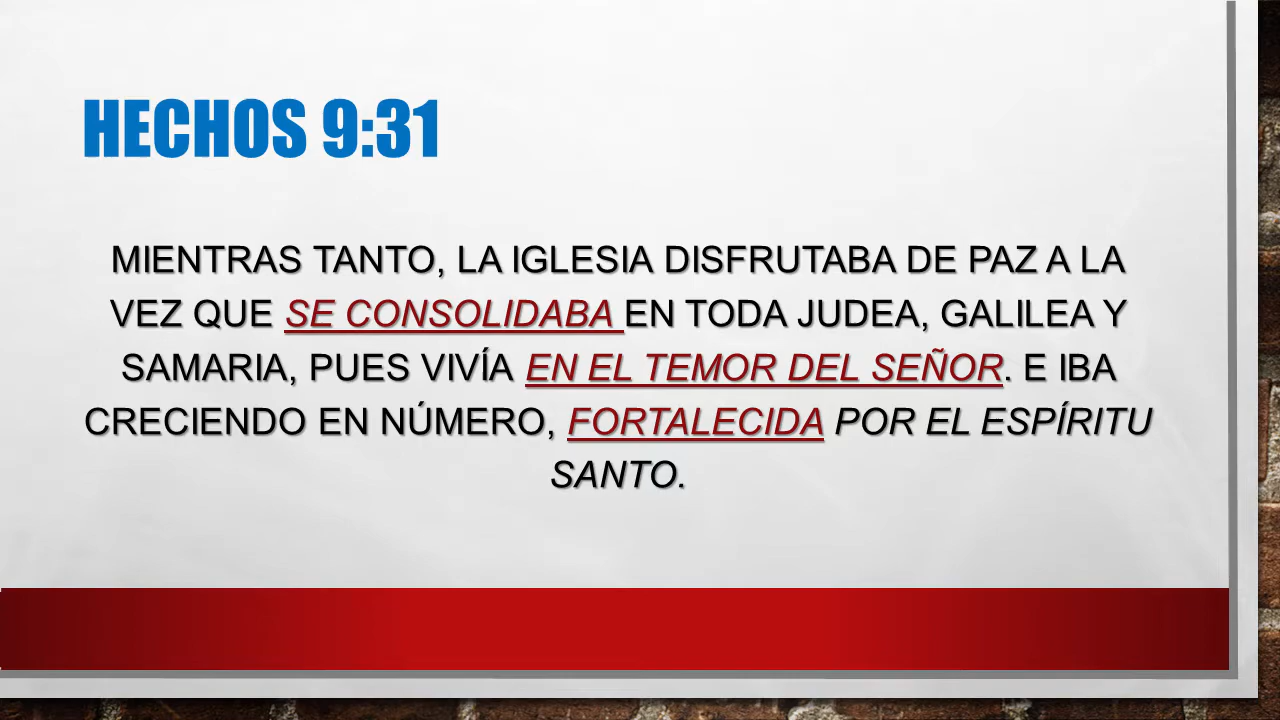 HECHOS 9:31
MIENTRAS TANTO, LA IGLESIA DISFRUTABA DE PAZ A LA
VEZ QUE SE CONSOLIDABA EN TODA JUDEA, GALILEA Y
SAMARIA, PUES VIVÍA EN EL TEMOR DEL SEÑOR. E IBA
CRECIENDO EN NÚMERO, FORTALECIDA POR EL ESPÍRITU
SANTO.